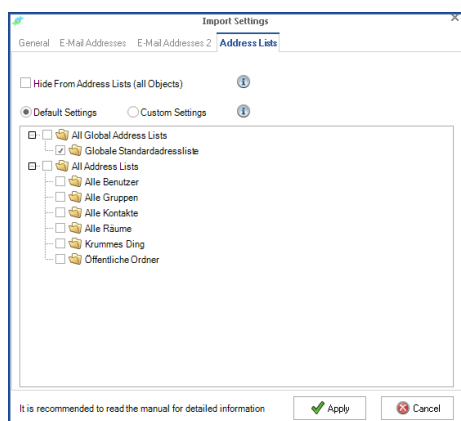 Import Settings
General E-Mail Addresses E-Mail Addresses 2 Address Lists
Hide From Address Lists (all Objects)
Default Settings Custom Settings
All Global Address Lists
Globale Standardadressliste
All Address Lists
Alle Benutzer
Alle Gruppen
Alle Kontakte
Alle Räume
Krummes Ding
Öffentliche Ordner
It is recommended to read the manual for detailed information Apply Cancel